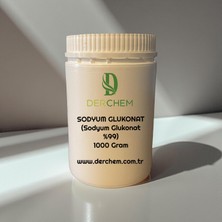 DERCHEM
SODYUM GLUKONAT
(Sodyum Glukonat
%99)
1000 Gram
www.derchem.com.tr